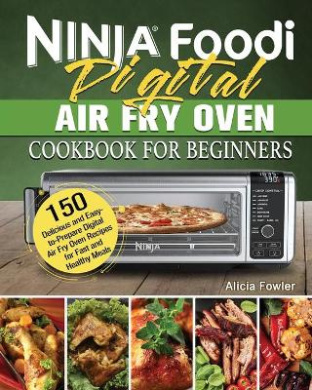 NINJA® Foodi
Digital
AIR FRY OVEN
COOKBOOK FOR BEGINNERS
150
Delicious and Easy-
to-Prepare Digital
Air Fry Oven Recipes
for Fast and
Healthy Meals
NINJA
Alicia Fowler